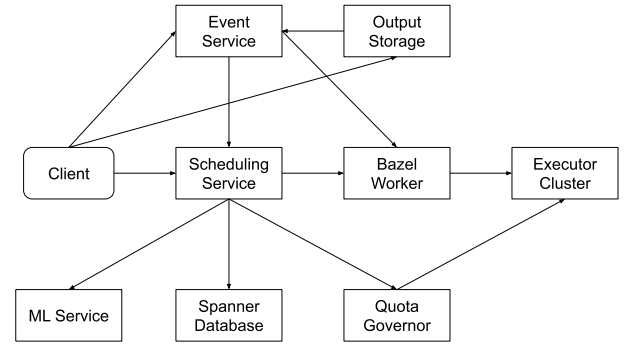 Event
Service
Output
Storage
Client
Scheduling
Service
Bazel
Worker
Executor
Cluster
ML Service
Spanner
Database
Quota
Governor